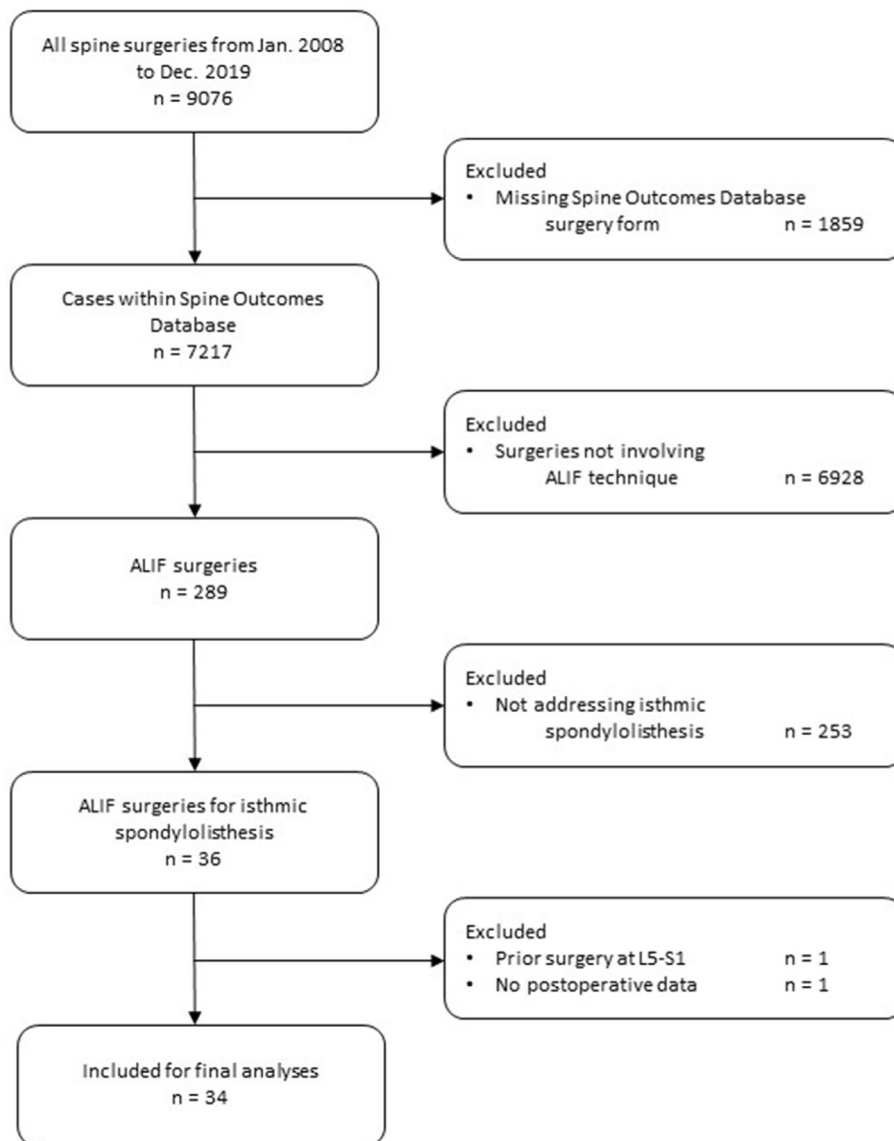 All spine surgeries from Jan. 2008
to Dec. 2019
n = 9076
Excluded
• Missing Spine Outcomes Database
surgery form n = 1859
Cases within Spine Outcomes
Database
n = 7217
Excluded
• Surgeries not involving
ALIF technique n = 6928
ALIF surgeries
n = 289
Excluded
• Not addressing isthmic
spondylolisthesis n = 253
ALIF surgeries for isthmic
spondylolisthesis
n = 36
Excluded
• Prior surgery at L5-S1 n = 1
• No postoperative data n = 1
Included for final analyses
n = 34